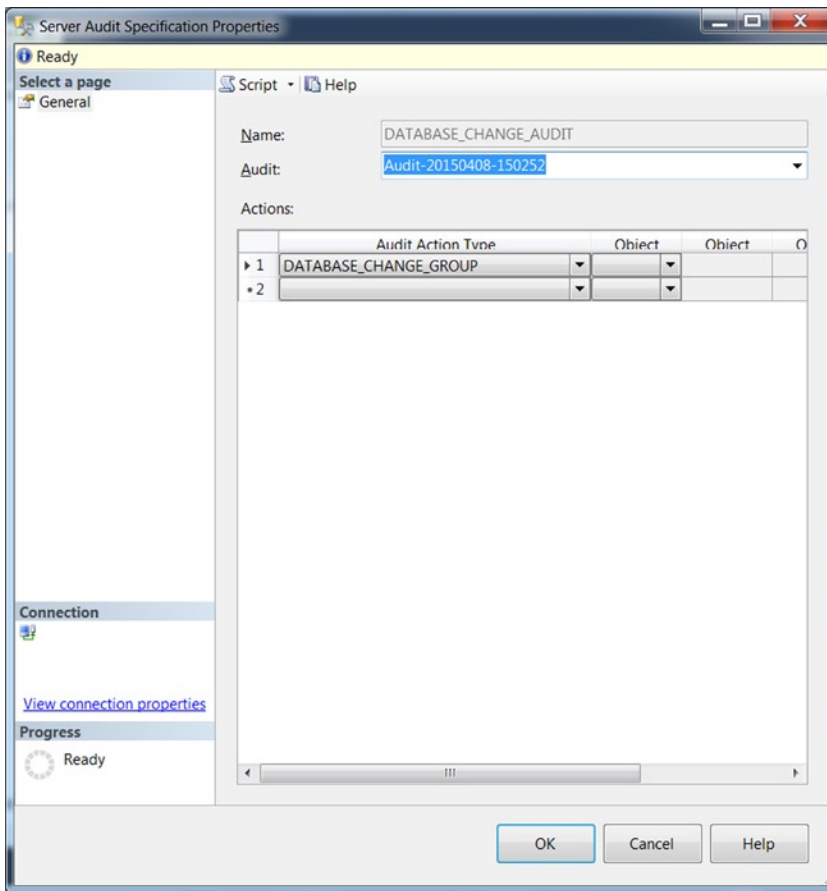 Server Audit Specification Properties
Ready
Select a page
General
Script Help
Name: DATABASE_CHANGE_AUDIT
Audit: Audit-20150408-150252
Actions:
Audit Action Type Object Object O
1 DATABASE_CHANGE_GROUP
*2
Connection
View connection properties
Progress
Ready
OK Cancel Help